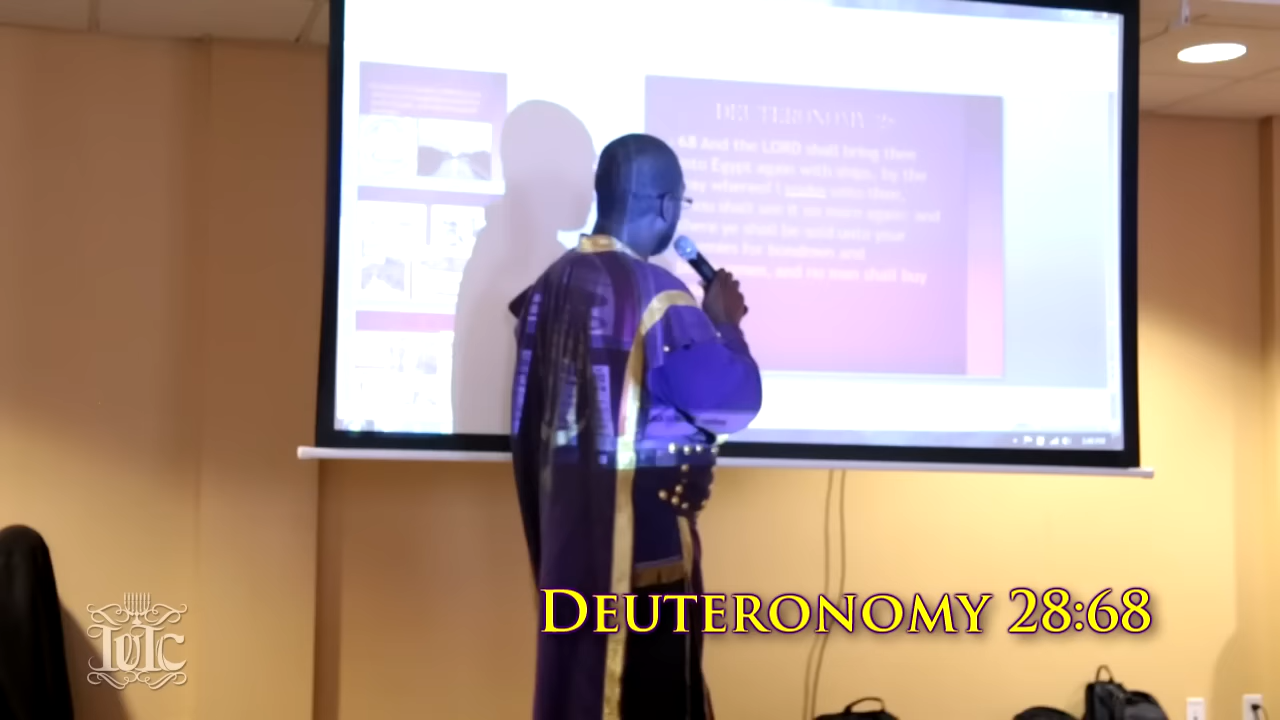 DEUTERONOMY 28
68 And the LORD shall bring thee
into Egypt again with ships, by the
way whereof I spake unto thee,
shalt see it no more again: and
there ye shall be sold unto your
for bondmen and
and no man shall buy
DEUTERONOMY 28:68
IUIC